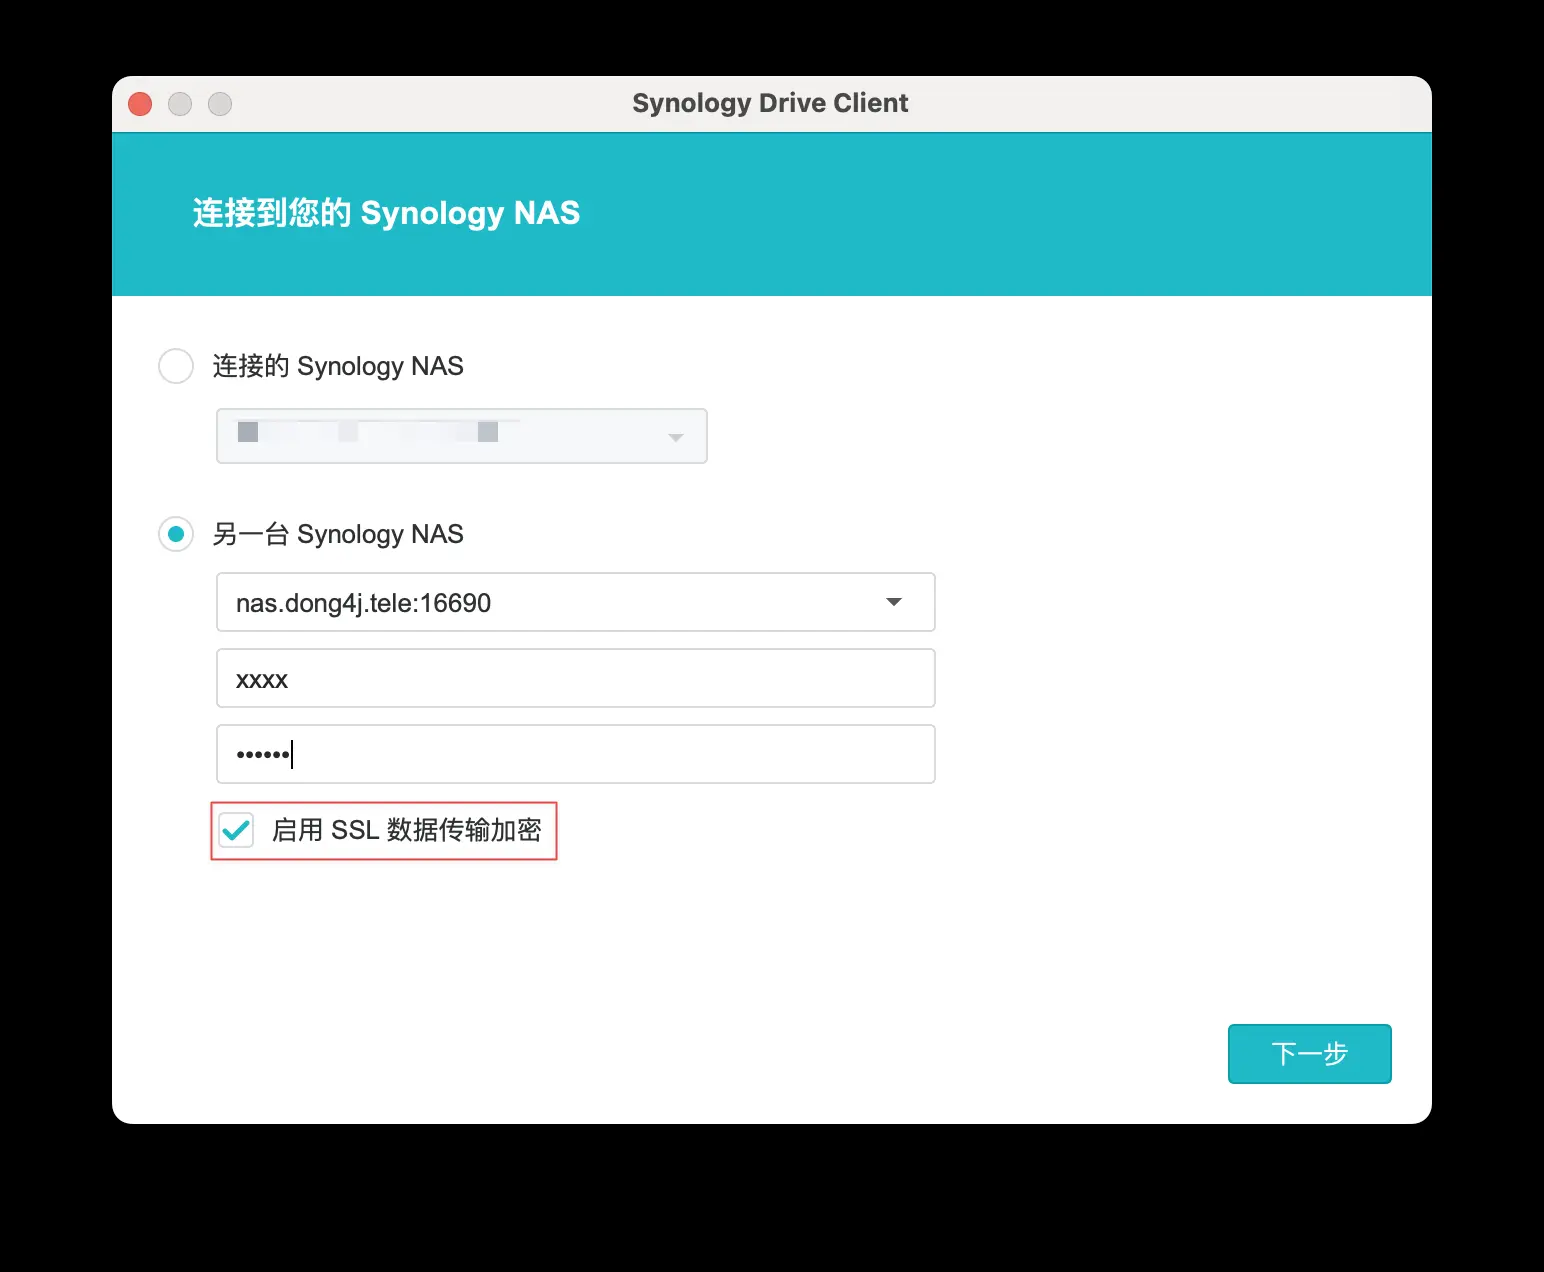 Synology Drive Client
连接到您的 Synology NAS
连接的 Synology NAS
另一台 Synology NAS
nas.dong4j.tele:16690
xxxx
••••••
启用 SSL 数据传输加密
下一步